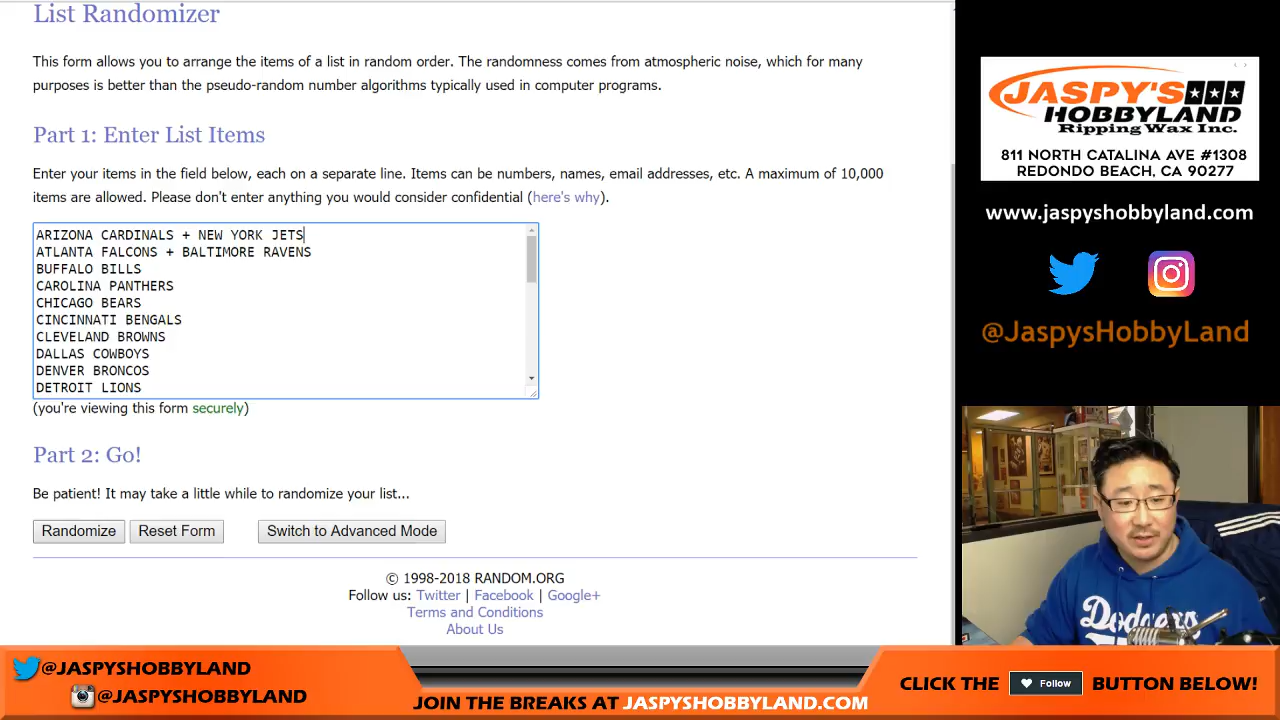 List Randomizer
This form allows you to arrange the items of a list in random order. The randomness comes from atmospheric noise, which for many
purposes is better than the pseudo-random number algorithms typically used in computer programs.
Part 1: Enter List Items
Enter your items in the field below, each on a separate line. Items can be numbers, names, email addresses, etc. A maximum of 10,000
items are allowed. Please don't enter anything you would consider confidential (here's why).
ARIZONA CARDINALS + NEW YORK JETS
ATLANTA FALCONS + BALTIMORE RAVENS
BUFFALO BILLS
CAROLINA PANTHERS
CHICAGO BEARS
CINCINNATI BENGALS
CLEVELAND BROWNS
DALLAS COWBOYS
DENVER BRONCOS
DETROIT LIONS
(you're viewing this form securely)
Part 2: Go!
Be patient! It may take a little while to randomize your list...
Randomize
Reset Form
Switch to Advanced Mode
© 1998-2018 RANDOM.ORG
Follow us: Twitter | Facebook | Google+
Terms and Conditions
About Us
JASPY'S
HOBBYLAND
Ripping Wax Inc.
811 NORTH CATALINA AVE #1308
REDONDO BEACH, CA 90277
www.jaspyshobbyland.com
@JaspysHobbyLand
Dodgers
@JASPYSHOBBYLAND
@JASPYSHOBBYLAND
JOIN THE BREAKS AT JASPYSHOBBYLAND.COM
CLICK THE Follow BUTTON BELOW!